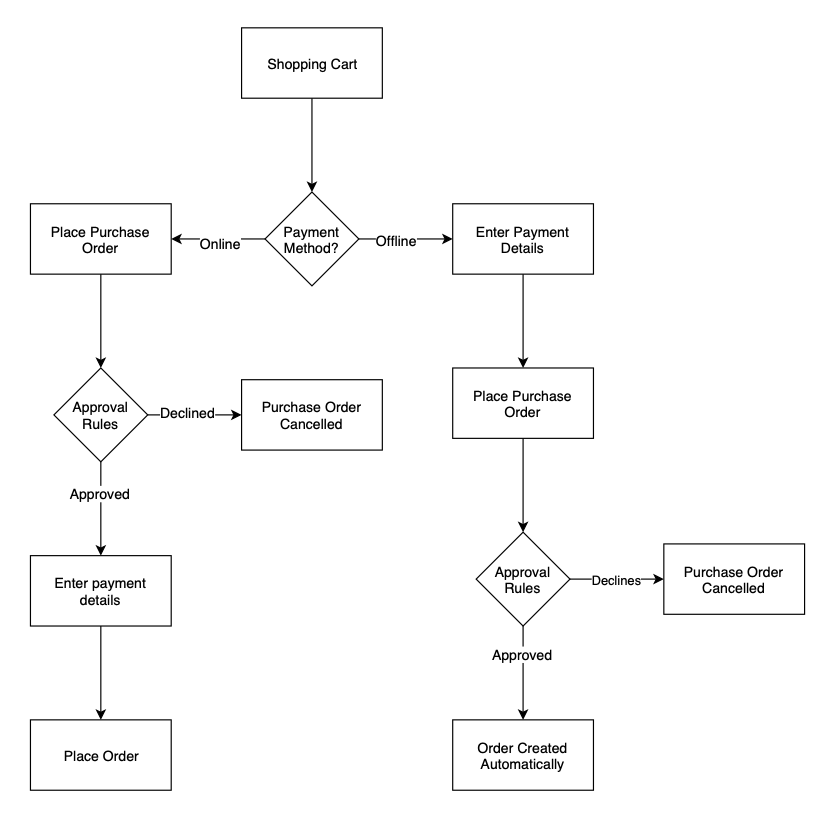 Shopping Cart
Place Purchase
Order
Online
Payment
Method?
Offline
Enter Payment
Details
Approval
Rules
Declined
Purchase Order
Cancelled
Place Purchase
Order
Approved
Enter payment
details
Approval
Rules
Declines
Purchase Order
Cancelled
Approved
Place Order
Order Created
Automatically